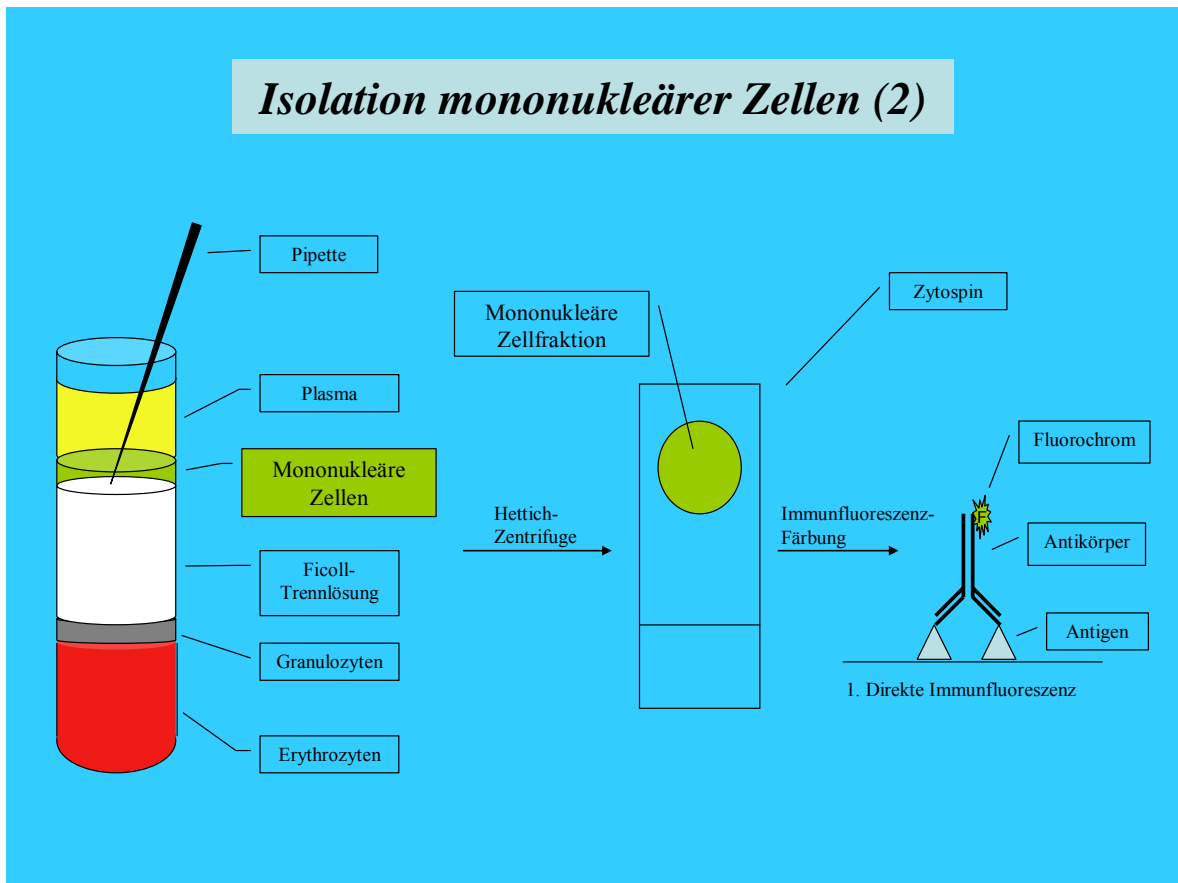 Isolation mononukleärer Zellen (2)
Pipette
Plasma
Mononukleäre
Zellen
Ficoll-
Trennlösung
Granulozyten
Erythrozyten
Hettich-
Zentrifuge
Mononukleäre
Zellfraktion
Zytospin
Immunfluoreszenz-
Färbung
Fluorochrom
F
Antikörper
Antigen
1. Direkte Immunfluoreszenz